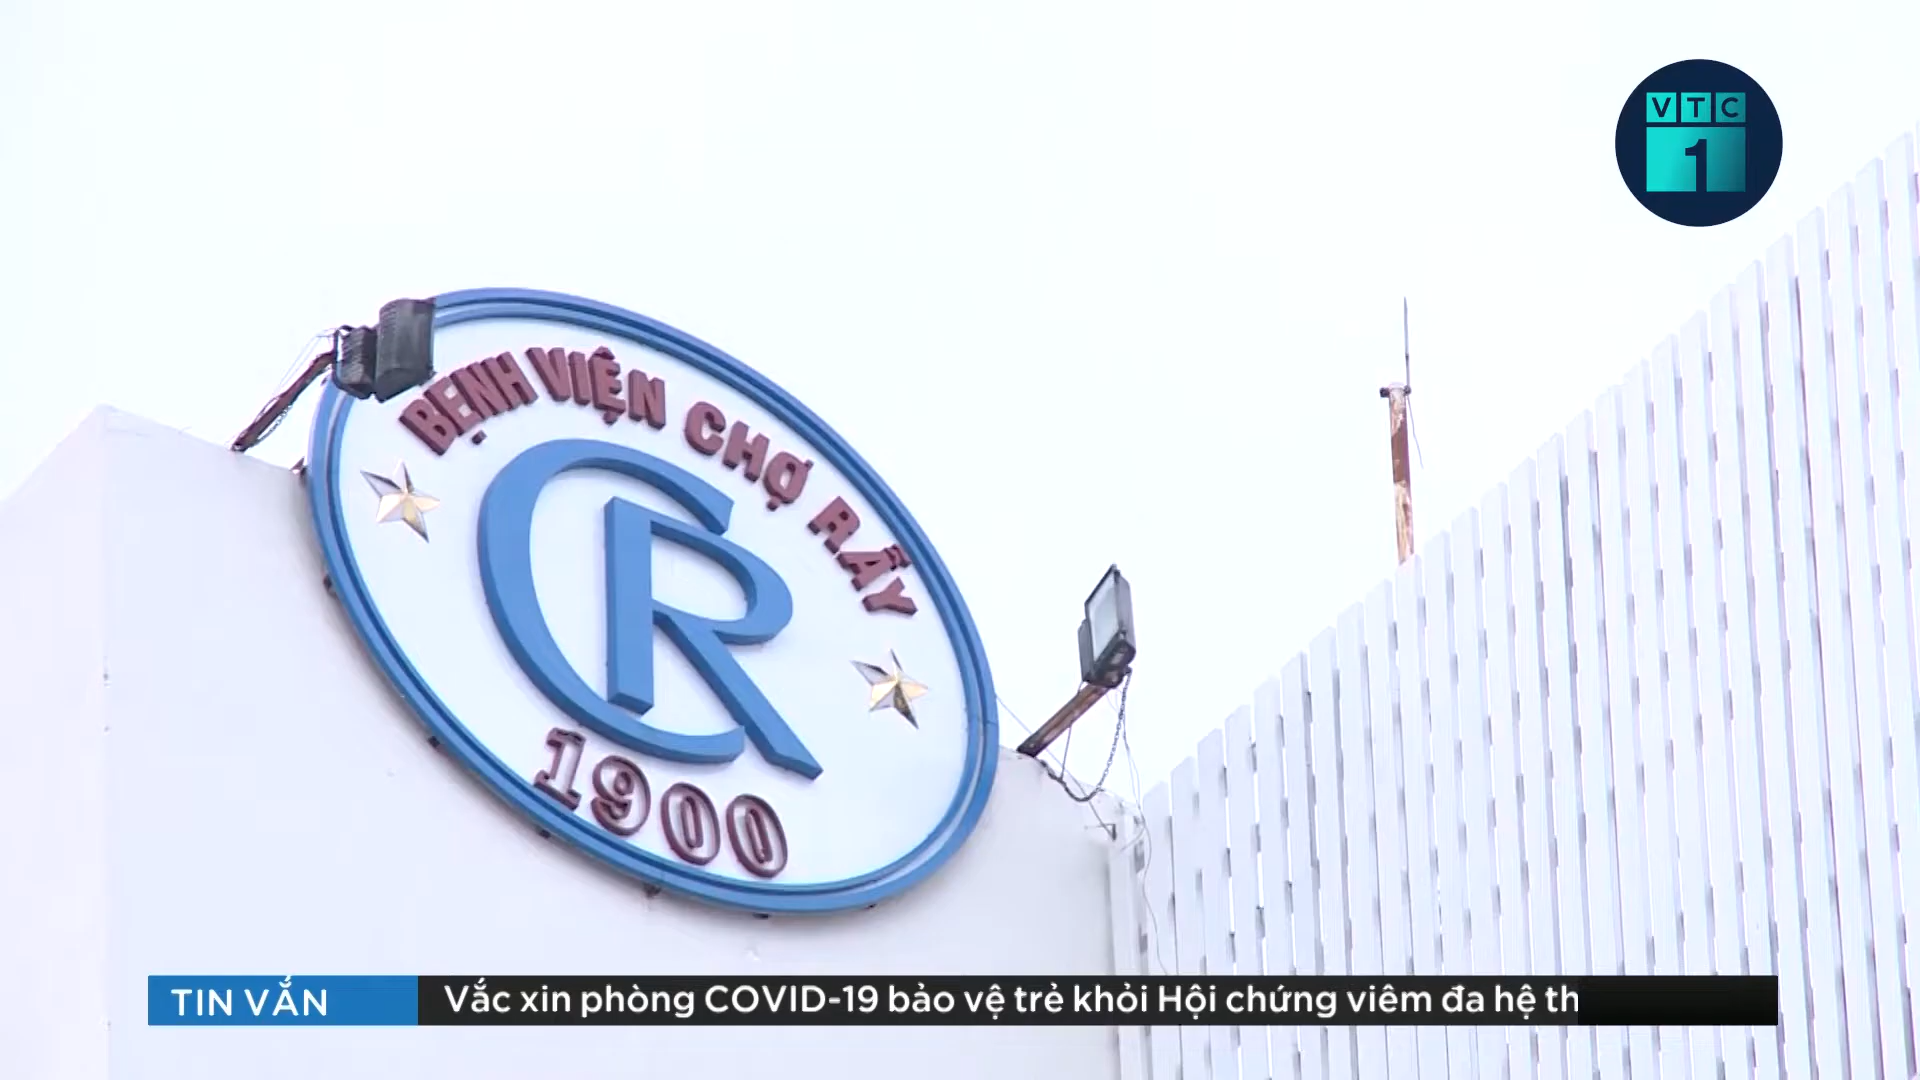 VTC
1
BỆNH VIỆN CHỢ RẪY
CR
1900
TIN VẮN
Vắc xin phòng COVID-19 bảo vệ trẻ khỏi Hội chứng viêm đa hệ th